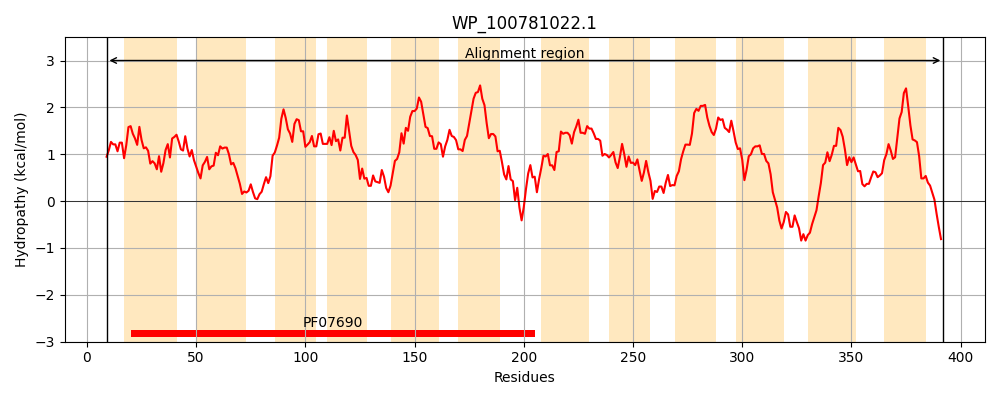 WP_100781022.1
Alignment region
PF07690
Hydropathy (kcal/mol)
3
2
1
0
−1
−2
−3
0 50 100 150 200 250 300 350 400
Residues